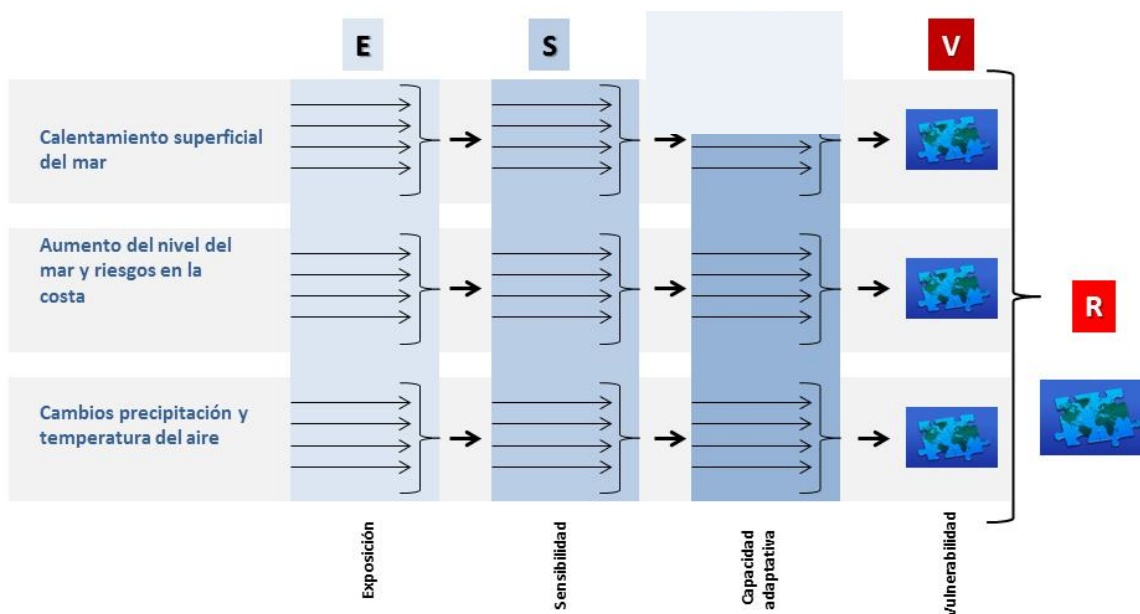 E
S
V
Calentamiento superficial
del mar
Aumento del nivel del
mar y riesgos en la
costa
R
Cambios precipitación y
temperatura del aire
Exposición
Sensibilidad
Capacidad
adaptativa
Vulnerabilidad